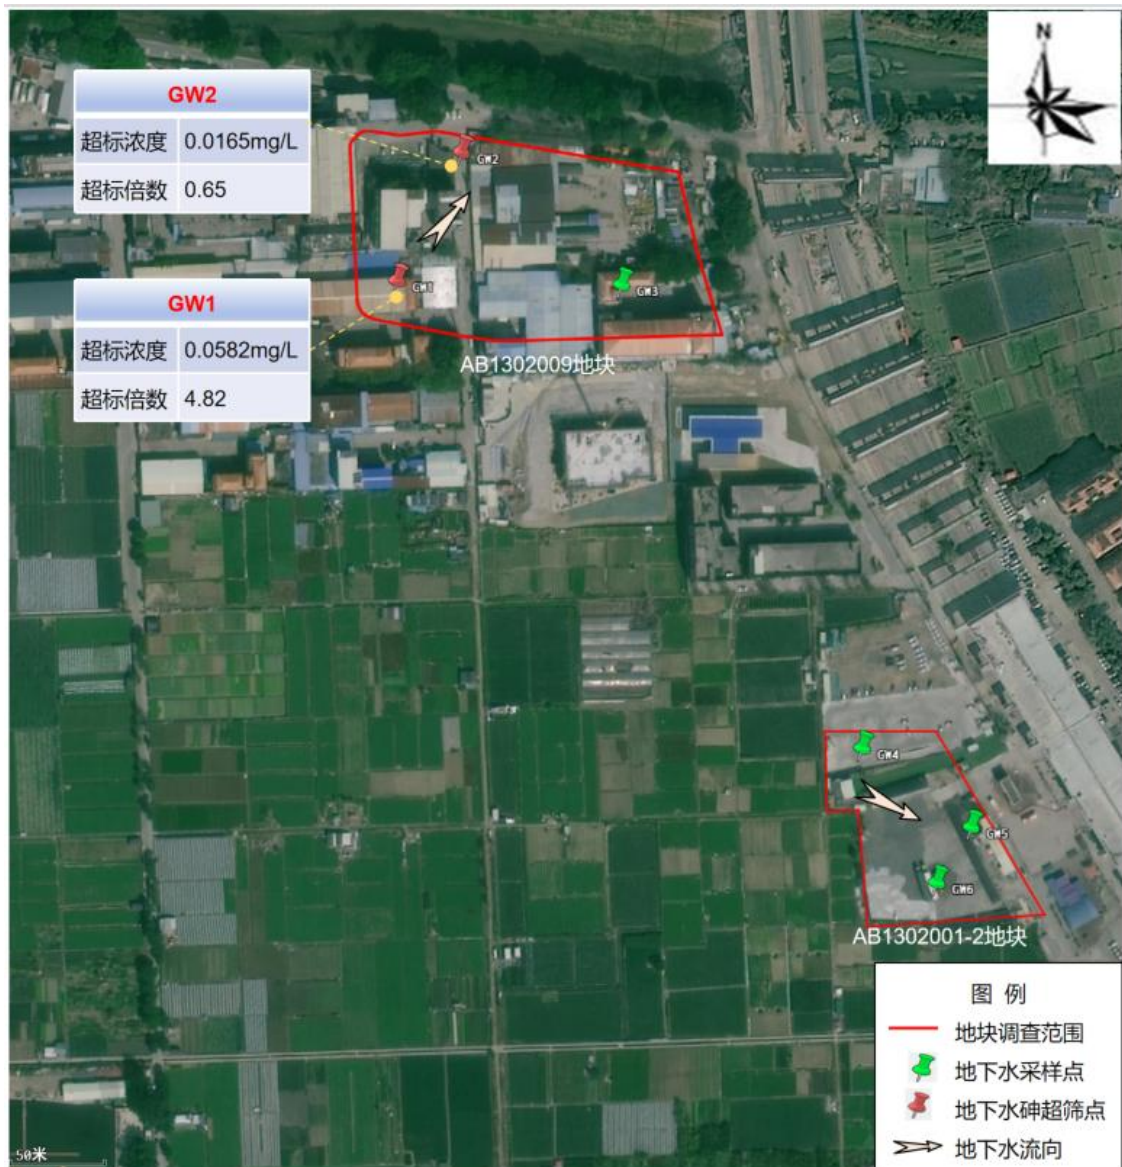 N
GW2
超标浓度 0.0165mg/L
超标倍数 0.65
GW2
GW1
超标浓度 0.0582mg/L
超标倍数 4.82
GW1
GW3
AB1302009地块
GW4
GW5
GW6
AB1302001-2地块
图 例
地块调查范围
地下水采样点
地下水砷超筛点
地下水流向
50米